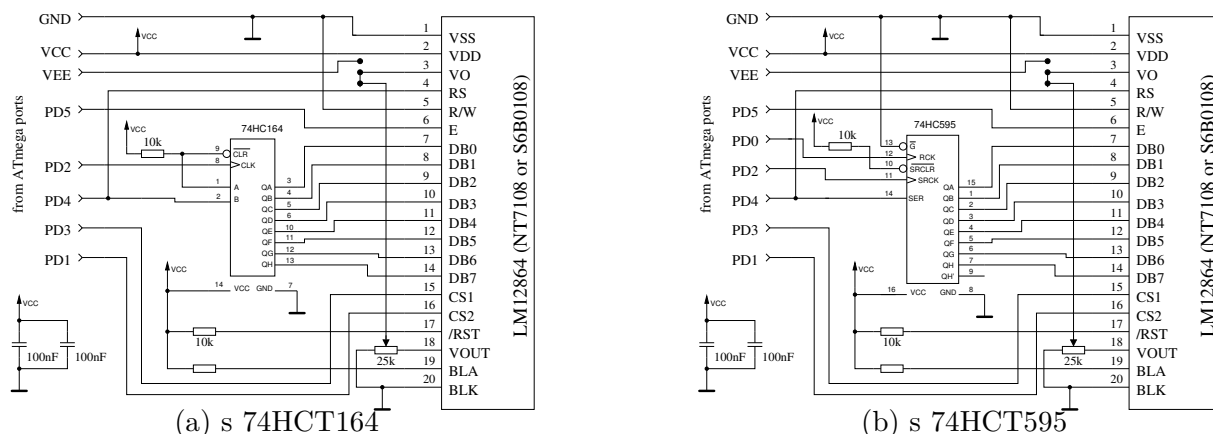 GND
VCC
VEE
PD5
PD2
PD4
PD3
PD1
from ATmega ports
VCC
VCC
10k
74HC164
9 CLR
8 CLK
1 A
2 B
QA 3
QB 4
QC 5
QD 6
QE 10
QF 11
QG 12
QH 13
14 VCC GND 7
VCC
VCC
100nF 100nF
10k
25k
1 VSS
2 VDD
3 VO
4 RS
5 R/W
6 E
7 DB0
8 DB1
9 DB2
10 DB3
11 DB4
12 DB5
13 DB6
14 DB7
15 CS1
16 CS2
17 /RST
18 VOUT
19 BLA
20 BLK
LM12864 (NT7108 or S6B0108)
(a) s 74HCT164
GND
VCC
VEE
PD5
PD0
PD2
PD4
PD3
PD1
from ATmega ports
VCC
VCC
10k
74HC595
13 G
12 RCK
10 SRCLR
11 SRCK
14 SER
QA 15
QB 1
QC 2
QD 3
QE 4
QF 5
QG 6
QH 7
QH' 9
16 VCC GND 8
VCC
VCC
100nF 100nF
10k
25k
1 VSS
2 VDD
3 VO
4 RS
5 R/W
6 E
7 DB0
8 DB1
9 DB2
10 DB3
11 DB4
12 DB5
13 DB6
14 DB7
15 CS1
16 CS2
17 /RST
18 VOUT
19 BLA
20 BLK
LM12864 (NT7108 or S6B0108)
(b) s 74HCT595